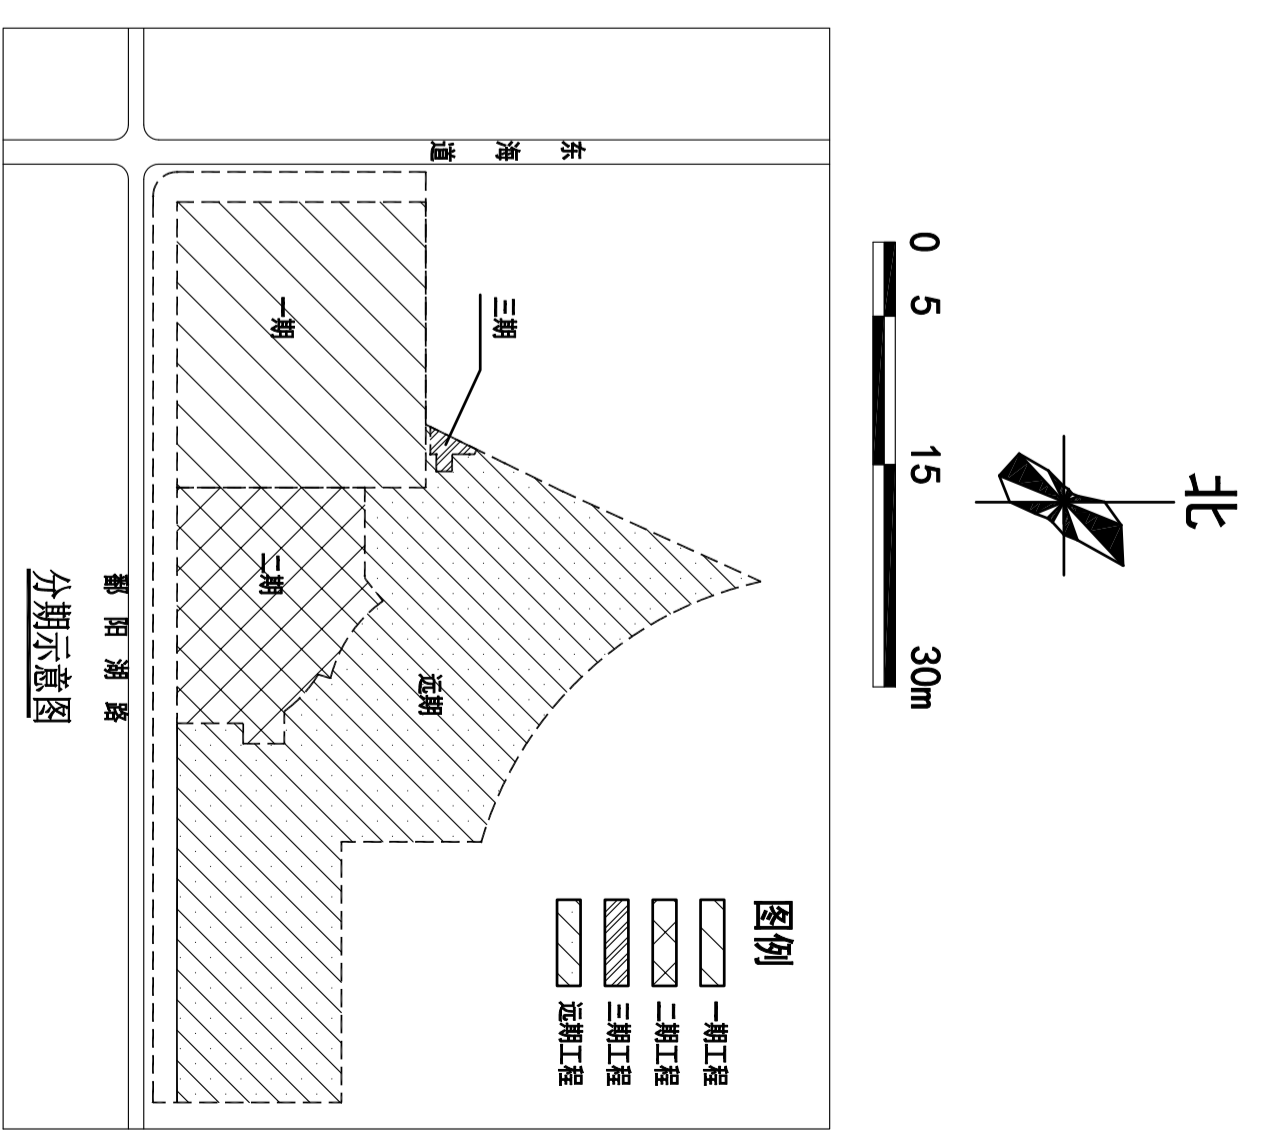 北
0 5 15 30m
东海道
三期
一期
二期
远期
图例
一期工程
二期工程
三期工程
远期工程
鄱阳湖路
分期示意图